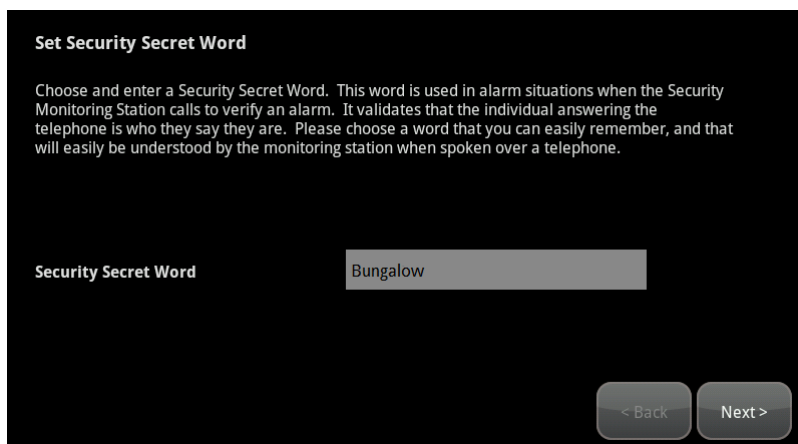 Set Security Secret Word
Choose and enter a Security Secret Word.  This word is used in alarm situations when the Security
Monitoring Station calls to verify an alarm.  It validates that the individual answering the
telephone is who they say they are.  Please choose a word that you can easily remember, and that
will easily be understood by the monitoring station when spoken over a telephone.
Security Secret Word
Bungalow
< Back
Next >